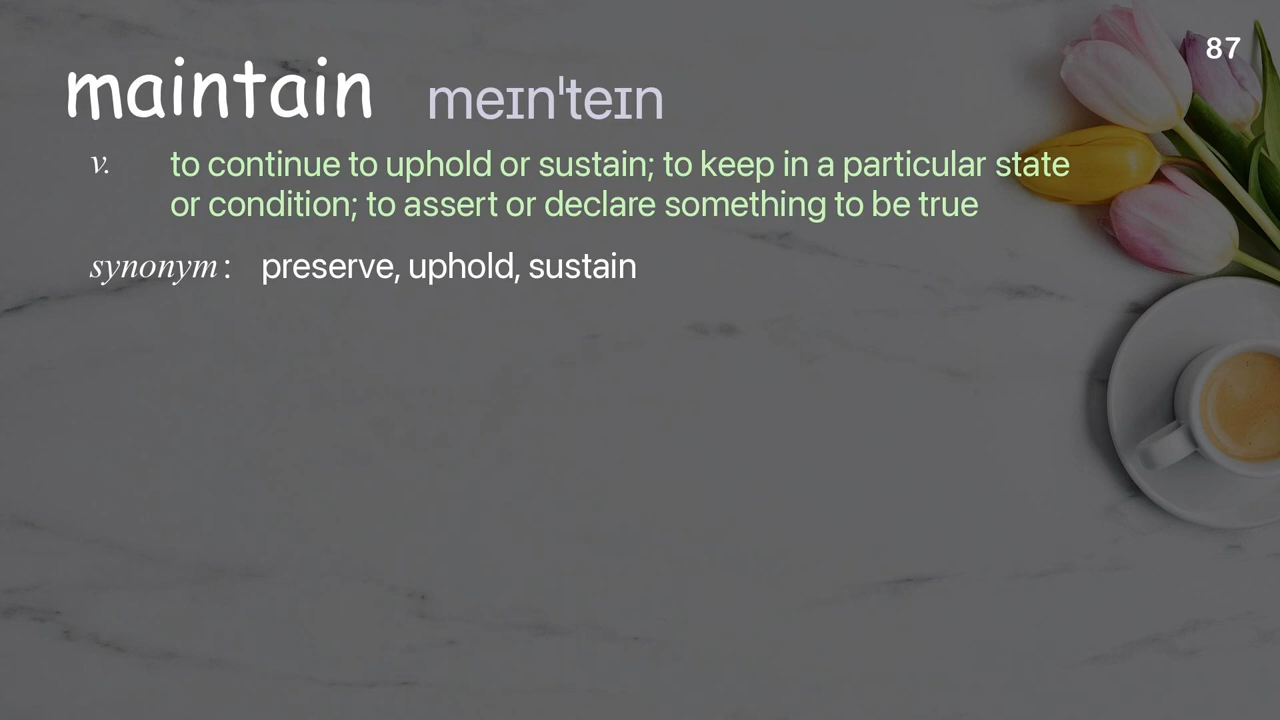 87
maintain meɪnˈteɪn
v. to continue to uphold or sustain; to keep in a particular state
or condition; to assert or declare something to be true
synonym : preserve, uphold, sustain